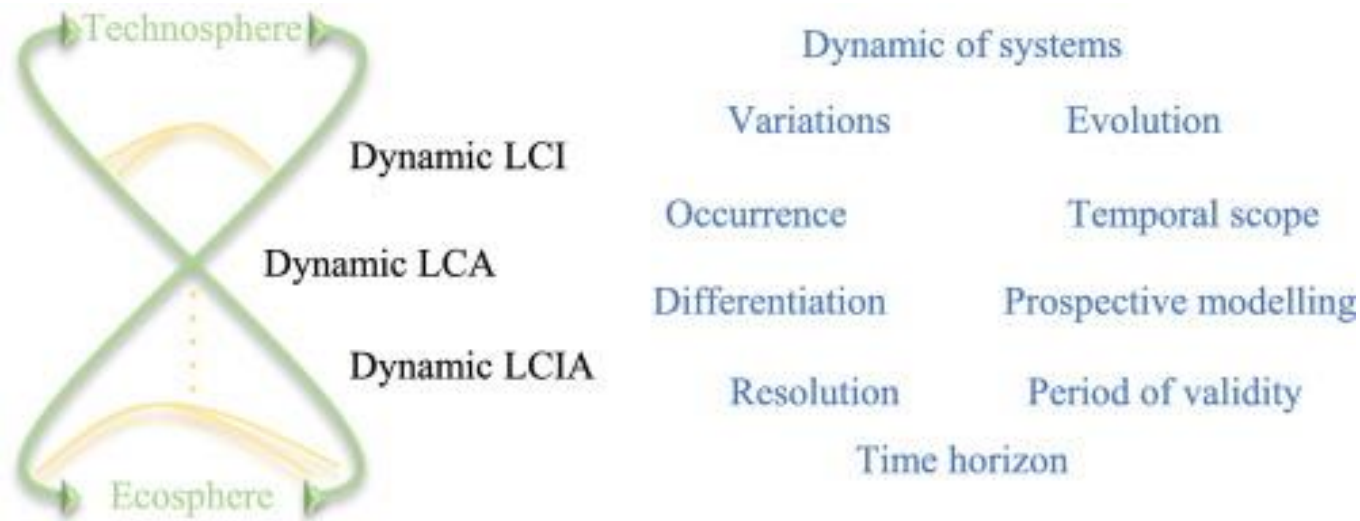 Technosphere
Dynamic of systems
Variations
Evolution
Dynamic LCI
Occurrence
Temporal scope
Dynamic LCA
Differentiation
Prospective modelling
Dynamic LCIA
Resolution
Period of validity
Time horizon
Ecosphere